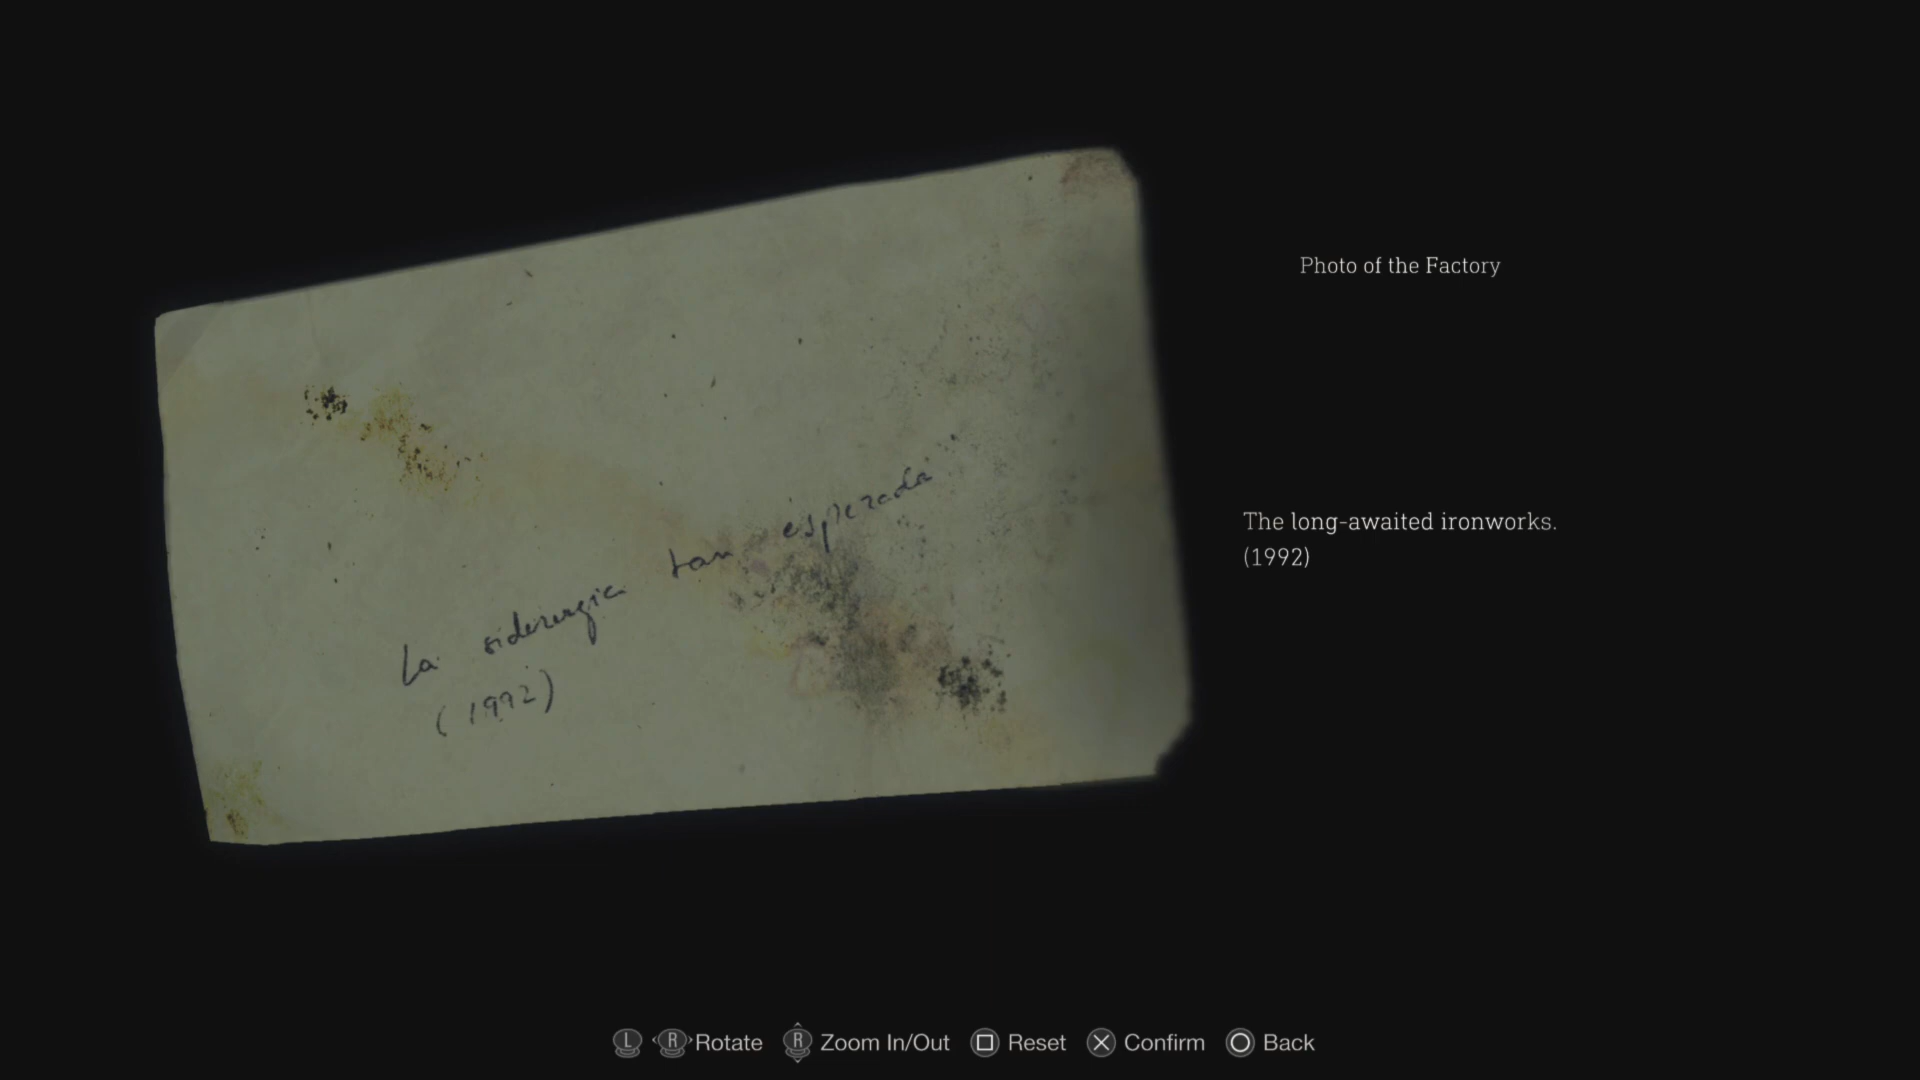 Photo of the Factory
La siderurgia tan esperada
(1992)
The long-awaited ironworks.
(1992)
L R Rotate R Zoom In/Out Reset Confirm Back